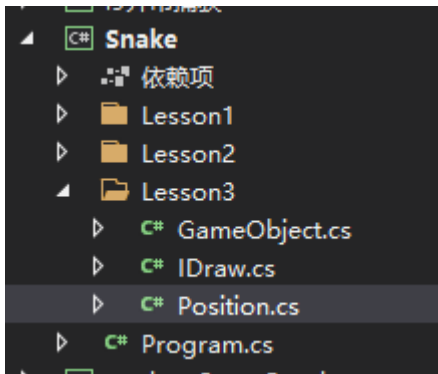 C# Snake
依赖项
Lesson1
Lesson2
Lesson3
C# GameObject.cs
C# IDraw.cs
C# Position.cs
C# Program.cs